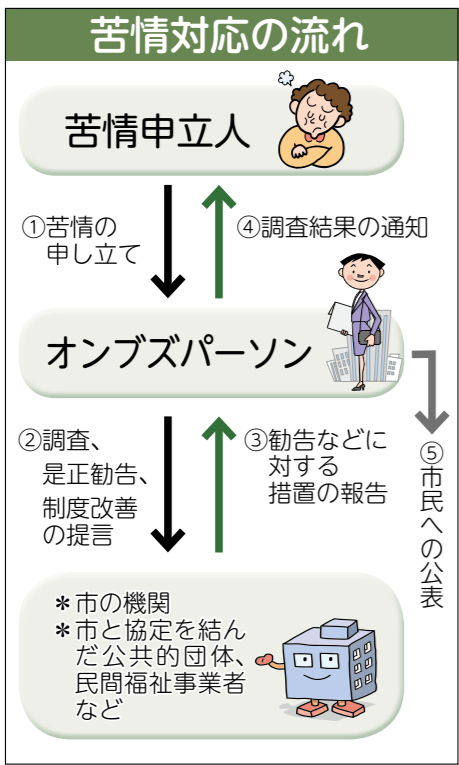 苦情対応の流れ
苦情申立人
①苦情の
申し立て
④調査結果の通知
オンブズパーソン
②調査、
是正勧告、
制度改善
の提言
③勧告などに
対する
措置の報告
⑤市民への公表
＊市の機関
＊市と協定を結ん
だ公共的団体、
民間福祉事業者
など